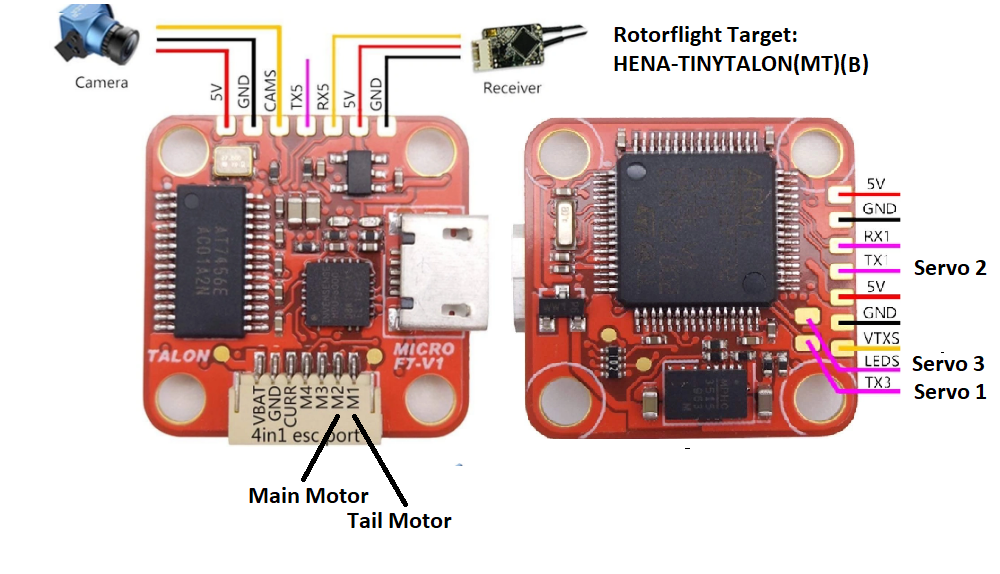 Rotorflight Target:
HENA-TINYTALON(MT)(B)
Camera
Receiver
5V
GND
CAMS
TX5
RX5
5V
GND
AT7456E
AC01A2N
TALON
MICRO
F7-V1
VBAT
GND
CURR
M4
M3
M2
M1
4in1 esc port
Main Motor
Tail Motor
5V
GND
RX1
TX1
Servo 2
5V
GND
VTXS
LEDS
Servo 3
TX3
Servo 1